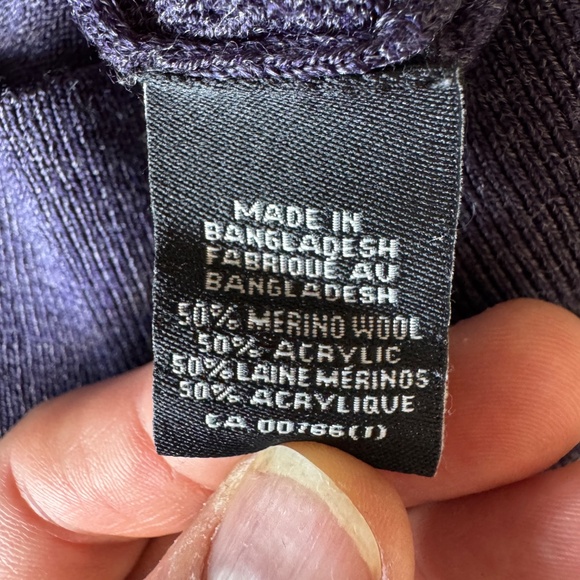 MADE IN
BANGLADESH
FABRIQUÉ AU
BANGLADESH
50% MERINO WOOL
50% ACRYLIC
50% LAINE MÉRINOS
50% ACRYLIQUE
CA 00766(1)